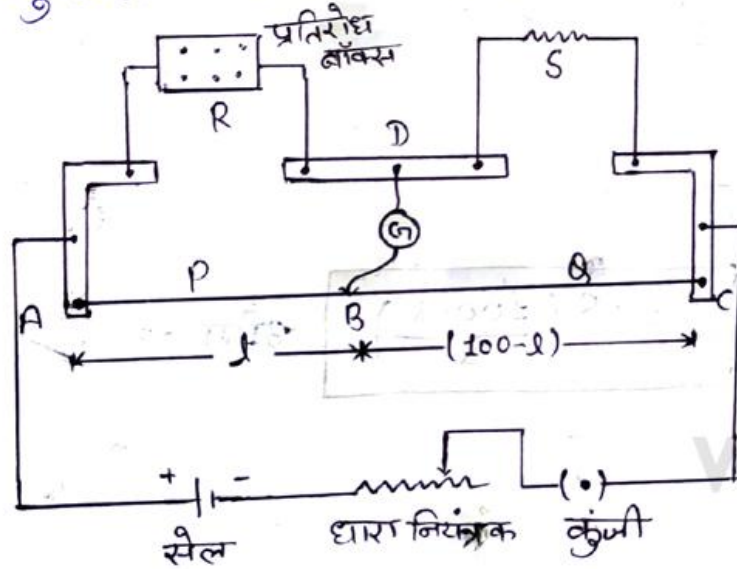 प्रतिरोध
बॉक्स
R
S
D
G
P
Q
A
B
C
l
(100-l)
+ -
सेल
धारा नियंत्रक
कुंजी